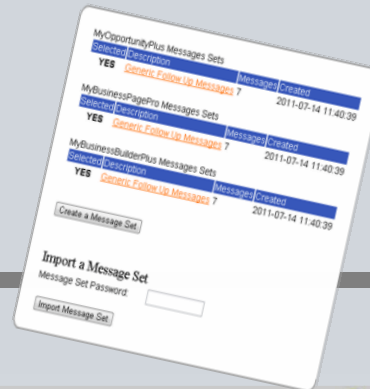 MyOpportunityPlus Messages Sets
Selected Description Messages Created
YES Generic Follow Up Messages 7 2011-07-14 11:40:39
MyBusinessPagePro Messages Sets
Selected Description Messages Created
YES Generic Follow Up Messages 7 2011-07-14 11:40:39
MyBusinessBuilderPlus Messages Sets
Selected Description Messages Created
YES Generic Follow Up Messages 7 2011-07-14 11:40:39
Create a Message Set
Import a Message Set
Message Set Password:
Import Message Set